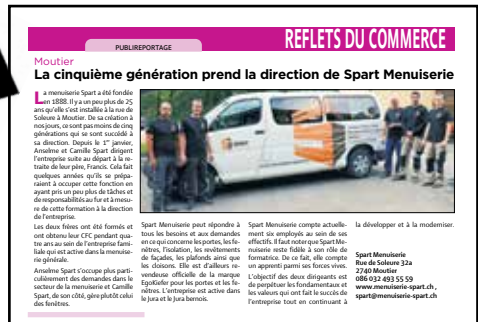 PUBLIREPORTAGE
REFLETS DU COMMERCE
Moutier
La cinquième génération prend la direction de Spart Menuiserie
La menuiserie Spart a été fondée
en 1888. Il y a un peu plus de 25
ans qu'elle s'est installée à la rue de
Soleure à Moutier. De sa création à
nos jours, ce sont pas moins de cinq
générations qui se sont succédé à
sa direction. Depuis le 1er janvier,
Anselme et Camille Spart dirigent
l'entreprise suite au départ à la re-
traite de leur père, Francis. Cela fait
quelques années qu'ils se prépa-
raient à occuper cette fonction en
ayant pris un peu plus de tâches et
de responsabilités au fur et à mesu-
re de cette formation à la direction
de l'entreprise.
Les deux frères ont été formés et
ont obtenu leur CFC pendant qua-
tre ans au sein de l'entreprise fami-
liale qui est active dans la menuise-
rie générale.
Anselme Spart s'occupe plus parti-
culièrement des demandes dans le
secteur de la menuiserie et Camille
Spart, de son côté, gère plutôt celui
des fenêtres.
Spart Menuiserie peut répondre à
tous les besoins et aux demandes
en ce qui concerne les portes, les fe-
nêtres, l'isolation, les revêtements
de façades, les plafonds ainsi que
les cloisons. Elle est d'ailleurs re-
vendeuse officielle de la marque
EgoKiefer pour les portes et les fe-
nêtres. L'entreprise est active dans
le Jura et le Jura bernois.
Spart Menuiserie compte actuelle-
ment six employés au sein de ses
effectifs. Il faut noter que Spart Me-
nuiserie reste fidèle à son rôle de
formatrice. De ce fait, elle compte
un apprenti parmi ses forces vives.
L'objectif des deux dirigeants est
de perpétuer les fondamentaux et
les valeurs qui ont fait le succès de
l'entreprise tout en continuant à
la développer et à la moderniser.
Spart Menuiserie
Rue de Soleure 32a
2740 Moutier
086 032 493 55 59
www.menuiserie-spart.ch,
spart@menuiserie-spart.ch